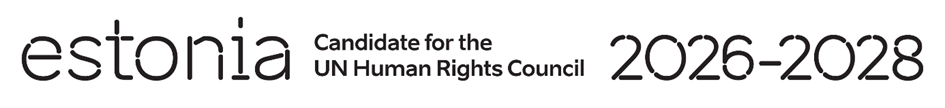 estonia
Candidate for the
UN Human Rights Council
2026-2028